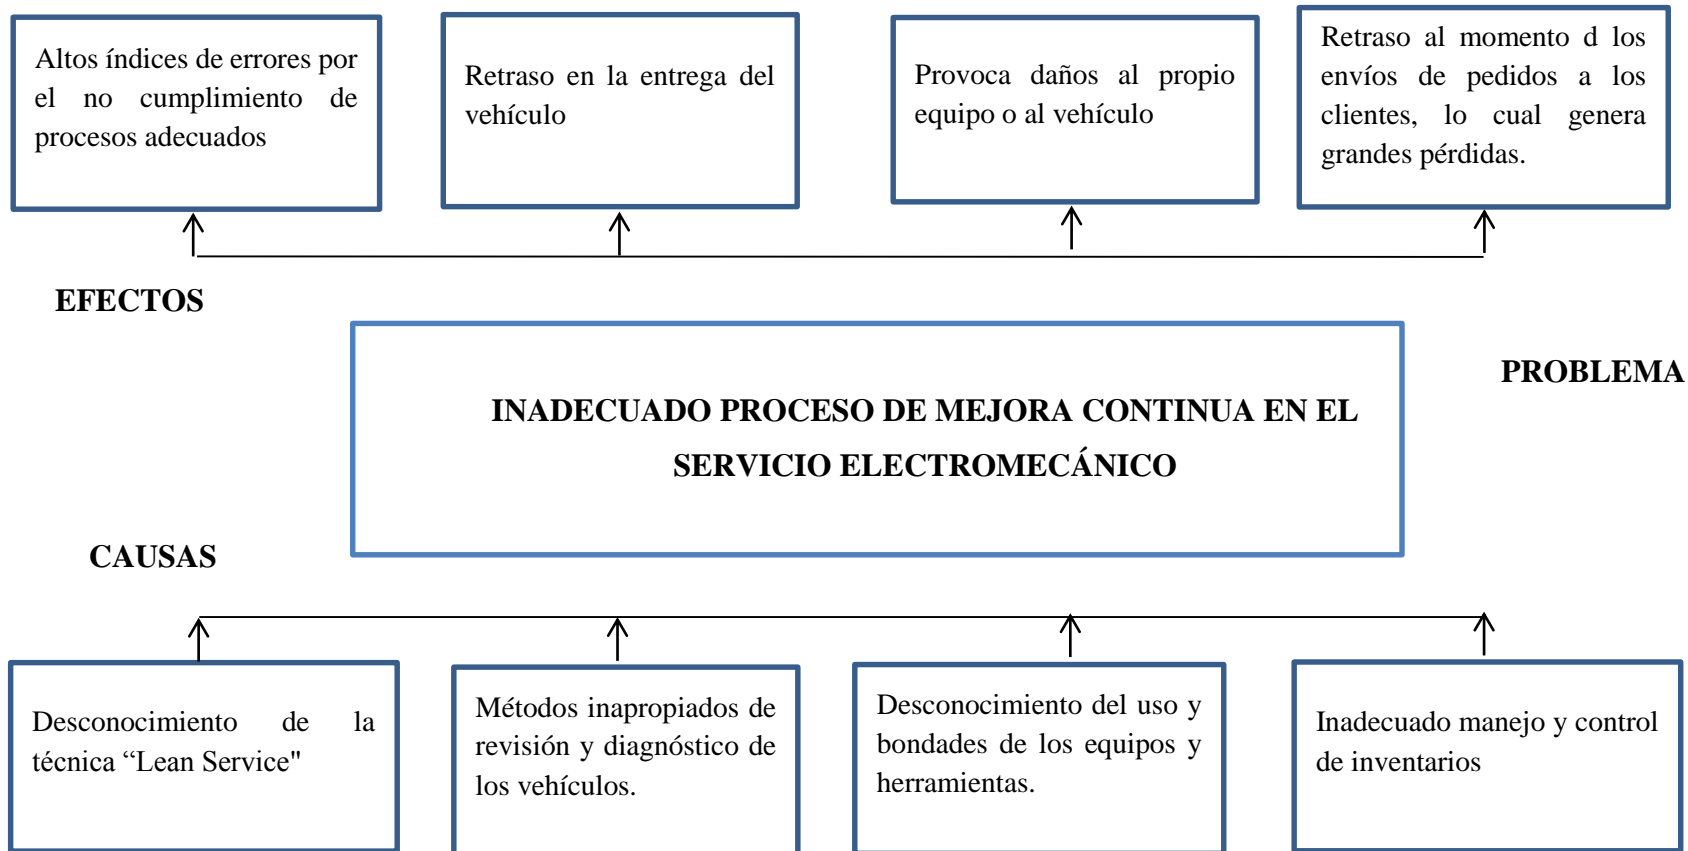 Altos índices de errores por
el no cumplimiento de
procesos adecuados
Retraso en la entrega del
vehículo
Provoca daños al propio
equipo o al vehículo
Retraso al momento d los
envíos de pedidos a los
clientes, lo cual genera
grandes pérdidas.
EFECTOS
PROBLEMA
INADECUADO PROCESO DE MEJORA CONTINUA EN EL
SERVICIO ELECTROMECÁNICO
CAUSAS
Desconocimiento de la
técnica “Lean Service"
Métodos inapropiados de
revisión y diagnóstico de
los vehículos.
Desconocimiento del uso y
bondades de los equipos y
herramientas.
Inadecuado manejo y control
de inventarios